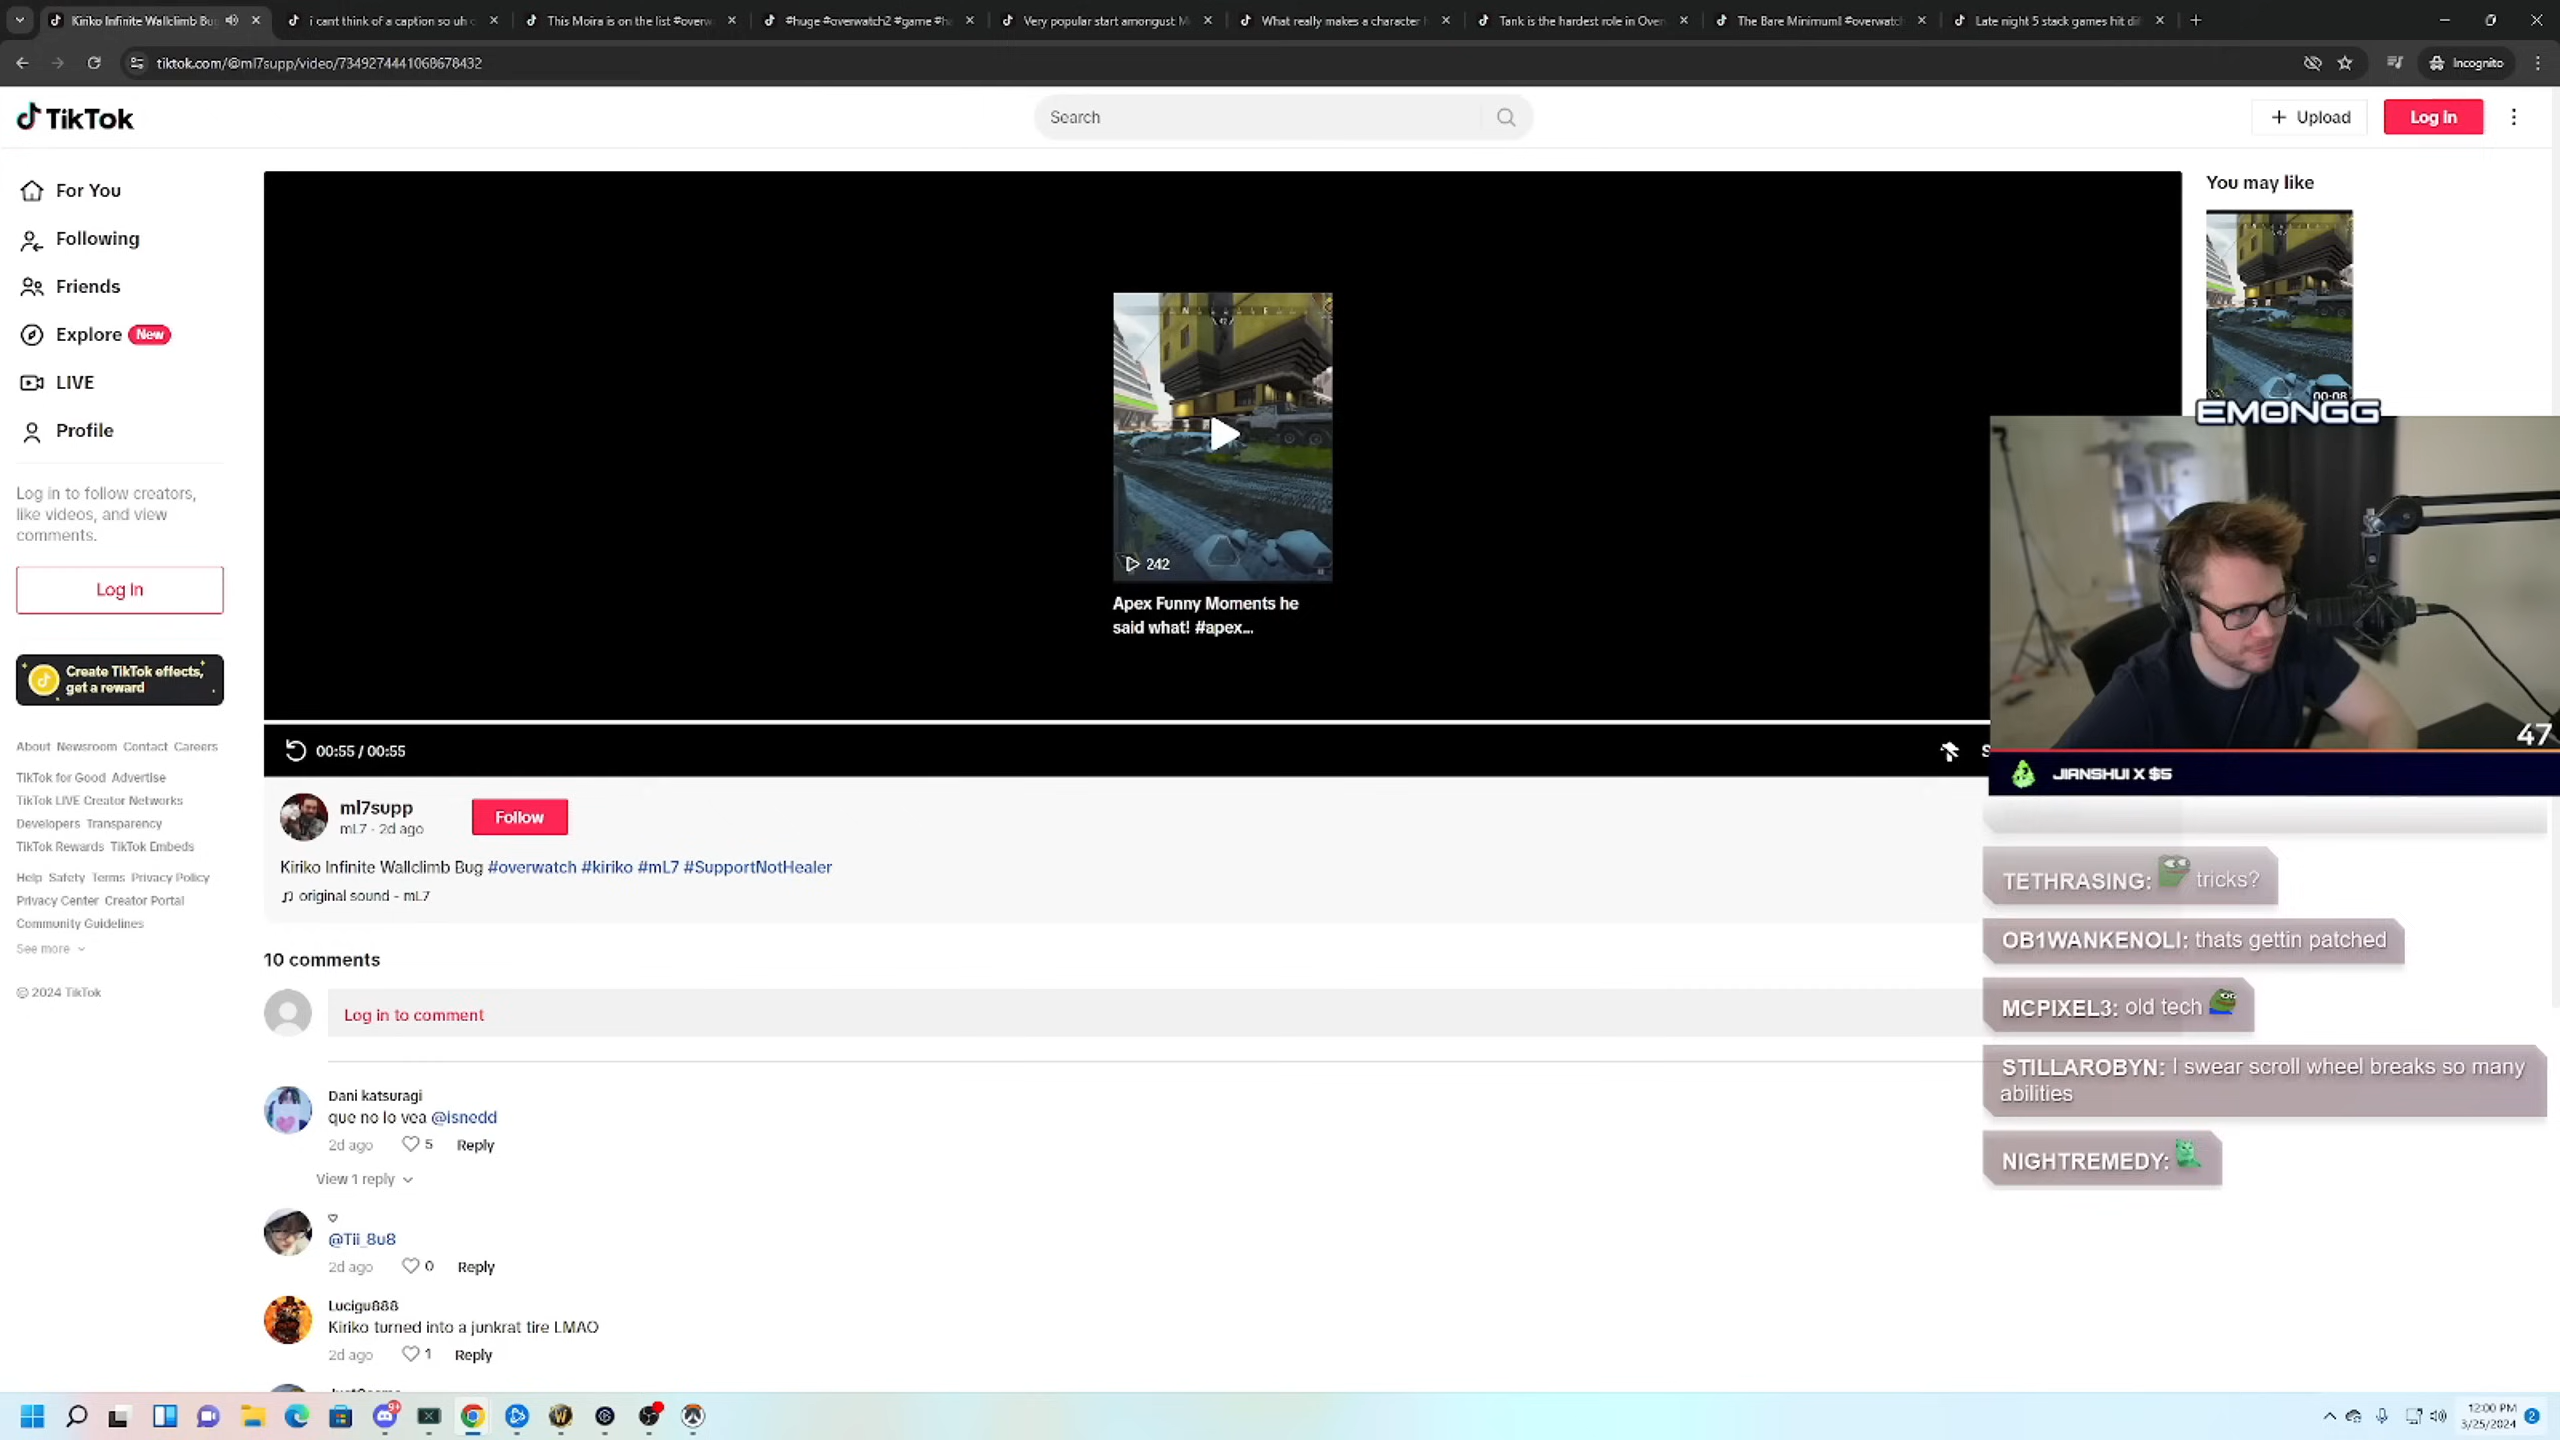 Kiriko Infinite Wallclimb Bug
i cant think of a caption so uh
This Moira is on the list #overw
#huge #overwatch2 #game #ha
Very popular start amongust M
What really makes a character
Tank is the hardest role in Over
The Bare Minimum! #overwatch
Late night 5 stack games hit di
tiktok.com/@ml7supp/video/7349274441068678432
Incognito
TikTok
Search
Upload
Log in
For You
Following
Friends
Explore New
LIVE
Profile
Log in to follow creators,
like videos, and view
comments.
Log in
Create TikTok effects,
get a reward
About Newsroom Contact Careers
TikTok for Good Advertise
TikTok LIVE Creator Networks
Developers Transparency
TikTok Rewards TikTok Embeds
Help Safety Terms Privacy Policy
Privacy Center Creator Portal
Community Guidelines
See more
© 2024 TikTok
242
Apex Funny Moments he
said what! #apex...
00:55 / 00:55
S
ml7supp
mL7 · 2d ago
Follow
Kiriko Infinite Wallclimb Bug #overwatch #kiriko #mL7 #SupportNotHealer
original sound - mL7
10 comments
Log in to comment
Dani katsuragi
que no lo vea @isnedd
2d ago 5 Reply
View 1 reply
@Tii_8u8
2d ago 0 Reply
Lucigu888
Kiriko turned into a junkrat tire LMAO
2d ago 1 Reply
You may like
00:08
EMONGG
47
JIANSHUI X $5
TETHRASING: tricks?
OB1WANKENOLI: thats gettin patched
MCPIXEL3: old tech
STILLAROBYN: I swear scroll wheel breaks so many
abilities
NIGHTREMEDY:
9+
12:00 PM
3/25/2024
2